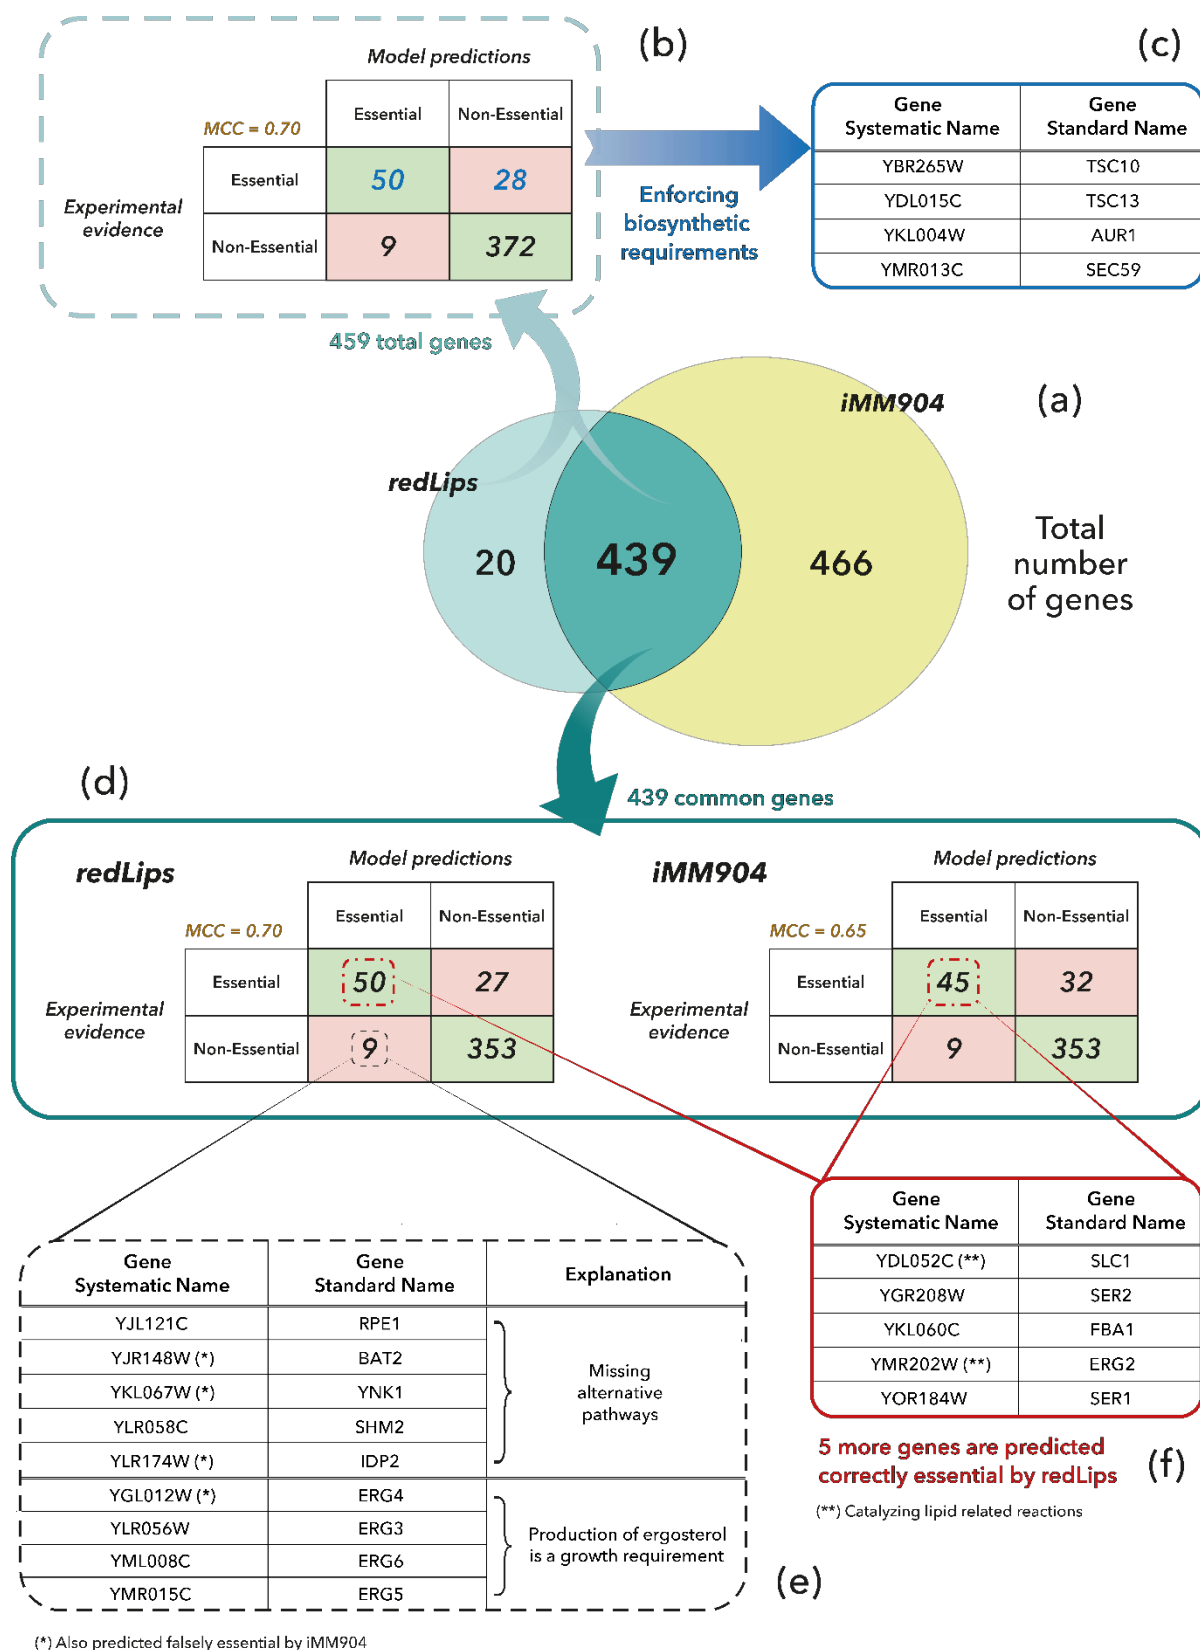 (b)
(c)
Model predictions
Essential
Non-Essential
MCC = 0.70
Essential
50
28
Experimental
evidence
Non-Essential
9
372
Enforcing
biosynthetic
requirements
Gene
Systematic Name
Gene
Standard Name
YBR265W
TSC10
YDL015C
TSC13
YKL004W
AUR1
YMR013C
SEC59
459 total genes
(a)
iMM904
redLips
20
439
466
Total
number
of genes
(d)
439 common genes
redLips
Model predictions
Essential
Non-Essential
MCC = 0.70
Essential
50
27
Experimental
evidence
Non-Essential
9
353
iMM904
Model predictions
Essential
Non-Essential
MCC = 0.65
Essential
45
32
Experimental
evidence
Non-Essential
9
353
Gene
Systematic Name
Gene
Standard Name
Explanation
YJL121C
RPE1
YJR148W (*)
BAT2
YKL067W (*)
YNK1
YLR058C
SHM2
YLR174W (*)
IDP2
Missing
alternative
pathways
YGL012W (*)
ERG4
YLR056W
ERG3
YML008C
ERG6
YMR015C
ERG5
Production of ergosterol
is a growth requirement
(e)
(*) Also predicted falsely essential by iMM904
Gene
Systematic Name
Gene
Standard Name
YDL052C (**)
SLC1
YGR208W
SER2
YKL060C
FBA1
YMR202W (**)
ERG2
YOR184W
SER1
5 more genes are predicted
correctly essential by redLips
(f)
(**) Catalyzing lipid related reactions